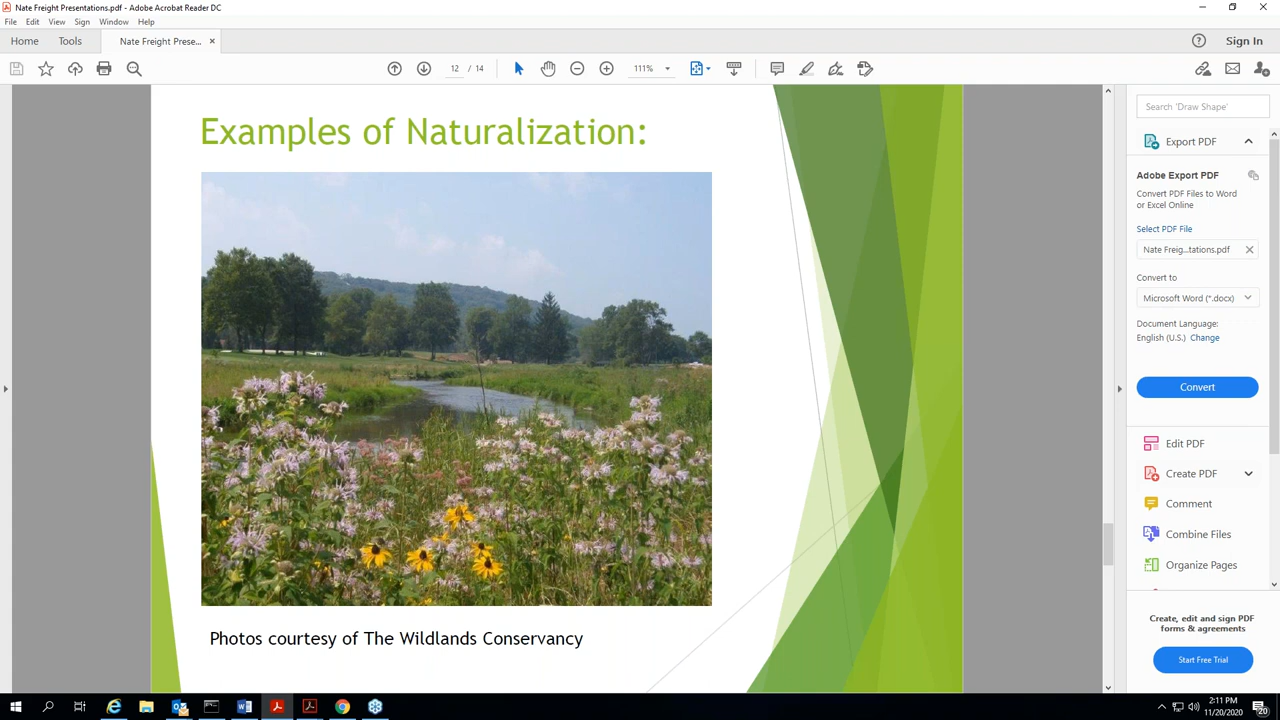 Nate Freight Presentations.pdf - Adobe Acrobat Reader DC
File Edit View Sign Window Help
Home Tools Nate Freight Prese... × Sign In
12 / 14 111%
Examples of Naturalization:
Photos courtesy of The Wildlands Conservancy
Search 'Draw Shape'
Export PDF
Adobe Export PDF
Convert PDF Files to Word
or Excel Online
Select PDF File
Nate Freig...tations.pdf
Convert to
Microsoft Word (*.docx)
Document Language:
English (U.S.) Change
Convert
Edit PDF
Create PDF
Comment
Combine Files
Organize Pages
Create, edit and sign PDF
forms & agreements
Start Free Trial
2:11 PM
11/20/2020
20